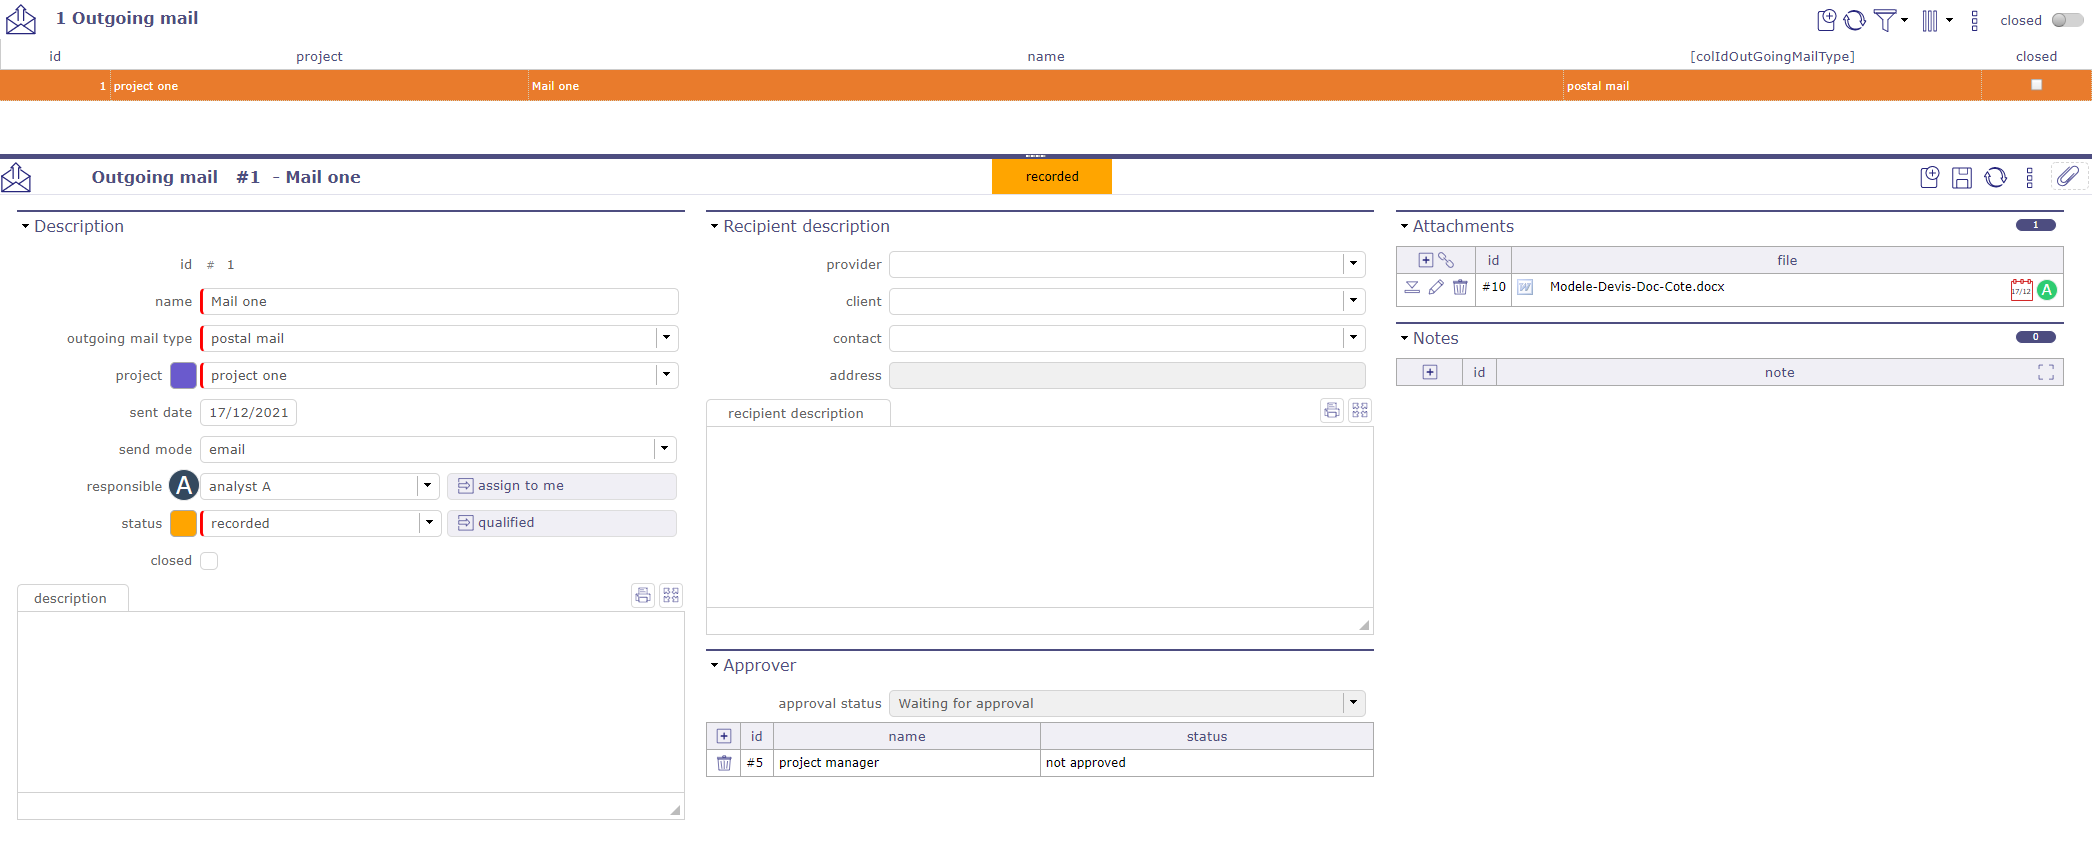 1 Outgoing mail
closed
id project name [colIdOutGoingMailType] closed
1 project one Mail one postal mail
Outgoing mail #1 - Mail one
recorded
Description
id # 1
name Mail one
outgoing mail type postal mail
project project one
sent date 17/12/2021
send mode email
responsible A analyst A assign to me
status recorded qualified
closed
description
Recipient description
provider
client
contact
address
recipient description
Approver
approval status Waiting for approval
id name status
#5 project manager not approved
Attachments 1
id file
#10 W Modele-Devis-Doc-Cote.docx 17/12 A
Notes 0
id note